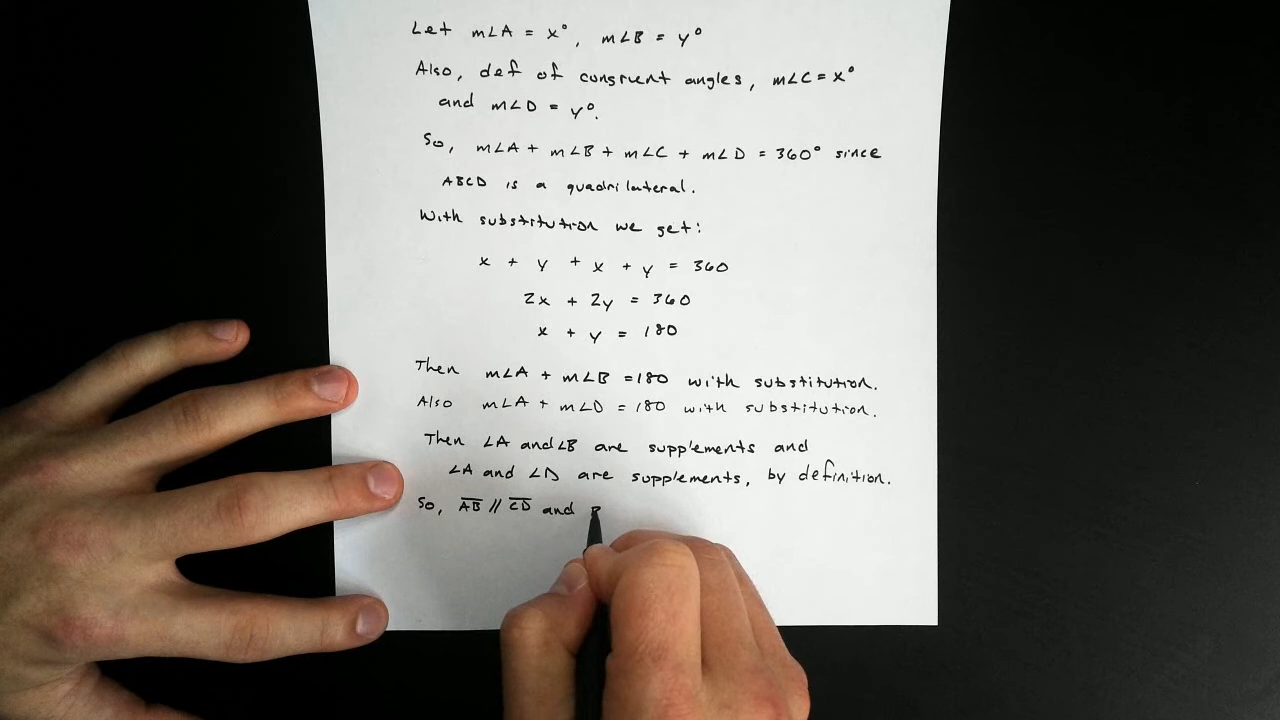 Let m∠A = x°, m∠B = y°
Also, def of congruent angles, m∠C = x°
and m∠D = y°.
So, m∠A + m∠B + m∠C + m∠D = 360° since
ABCD is a quadrilateral.
With substitution we get:
x + y + x + y = 360
2x + 2y = 360
x + y = 180
Then m∠A + m∠B = 180 with substitution.
Also m∠A + m∠D = 180 with substitution.
Then ∠A and ∠B are supplements and
∠A and ∠D are supplements, by definition.
So, A̅B̅ // C̅D̅ and